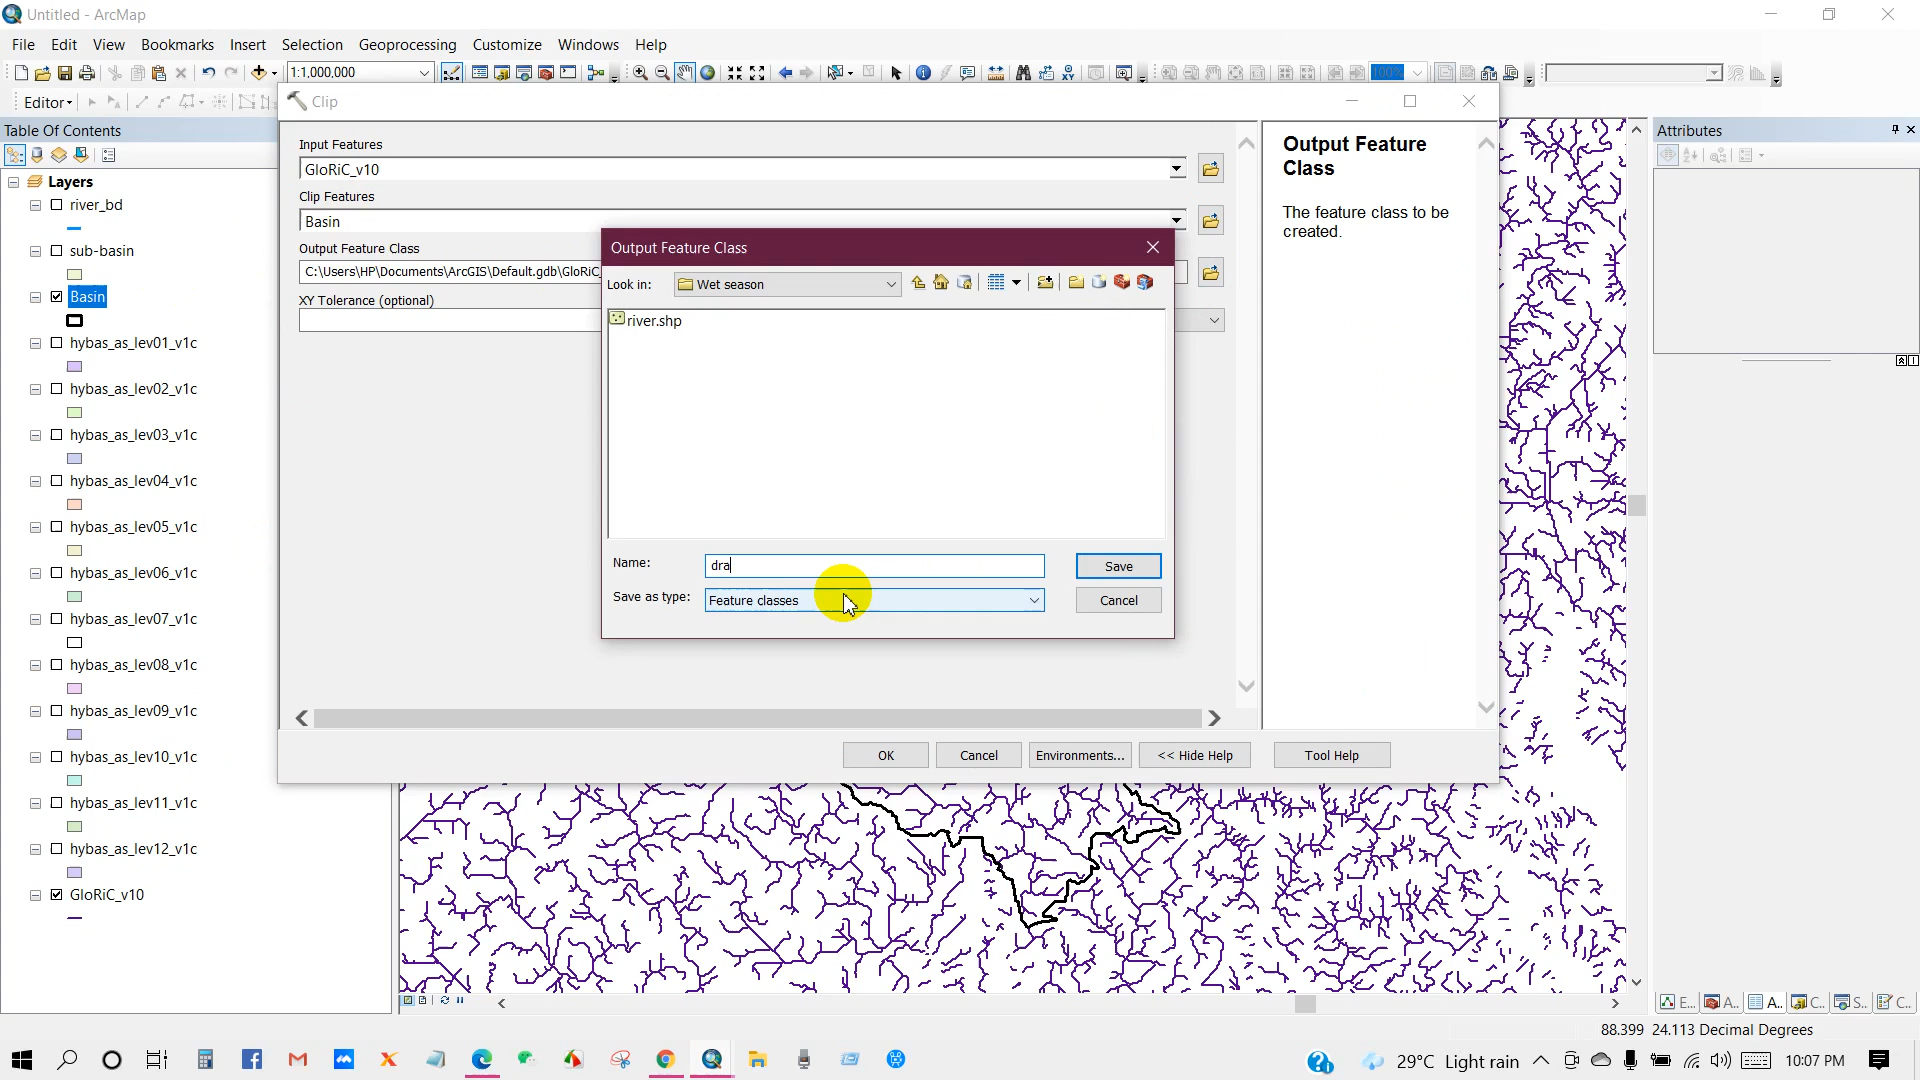 Untitled - ArcMap
File Edit View Bookmarks Insert Selection Geoprocessing Customize Windows Help
1:1,000,000
100%
Editor
Clip
Table Of Contents
Layers
river_bd
sub-basin
Basin
hybas_as_lev01_v1c
hybas_as_lev02_v1c
hybas_as_lev03_v1c
hybas_as_lev04_v1c
hybas_as_lev05_v1c
hybas_as_lev06_v1c
hybas_as_lev07_v1c
hybas_as_lev08_v1c
hybas_as_lev09_v1c
hybas_as_lev10_v1c
hybas_as_lev11_v1c
hybas_as_lev12_v1c
GloRiC_v10
Input Features
GloRiC_v10
Clip Features
Basin
Output Feature Class
C:\Users\HP\Documents\ArcGIS\Default.gdb\GloRiC_
XY Tolerance (optional)
Output Feature Class
Look in: Wet season
river.shp
Name: dra
Save
Save as type: Feature classes
Cancel
OK Cancel Environments... << Hide Help Tool Help
Output Feature
Class
The feature class to be
created.
Attributes
E... A.. A.. C.. S.. C..
88.399 24.113 Decimal Degrees
29°C Light rain 10:07 PM